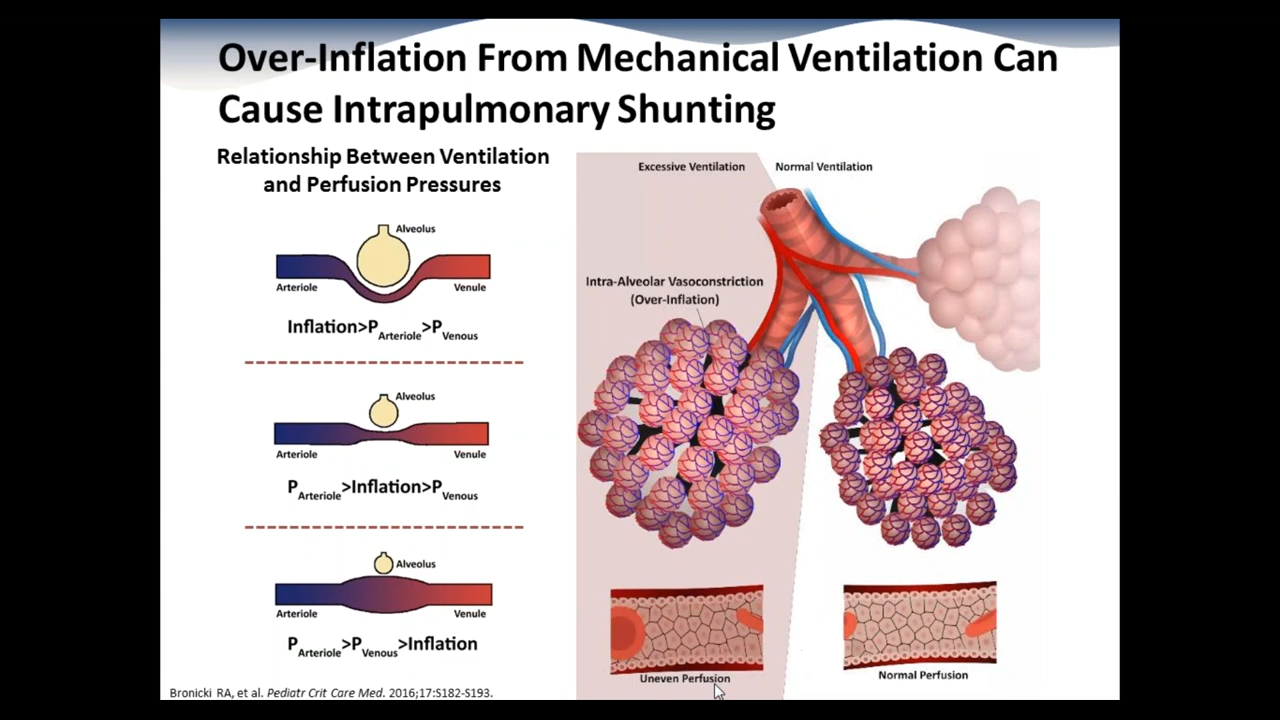 Over-Inflation From Mechanical Ventilation Can
Cause Intrapulmonary Shunting
Relationship Between Ventilation
and Perfusion Pressures
Alveolus
Arteriole
Venule
Inflation>PArteriole>PVenous
Alveolus
Arteriole
Venule
PArteriole>Inflation>PVenous
Alveolus
Arteriole
Venule
PArteriole>PVenous>Inflation
Excessive Ventilation
Normal Ventilation
Intra-Alveolar Vasoconstriction
(Over-Inflation)
Uneven Perfusion
Normal Perfusion
Bronicki RA, et al. Pediatr Crit Care Med. 2016;17:S182-S193.